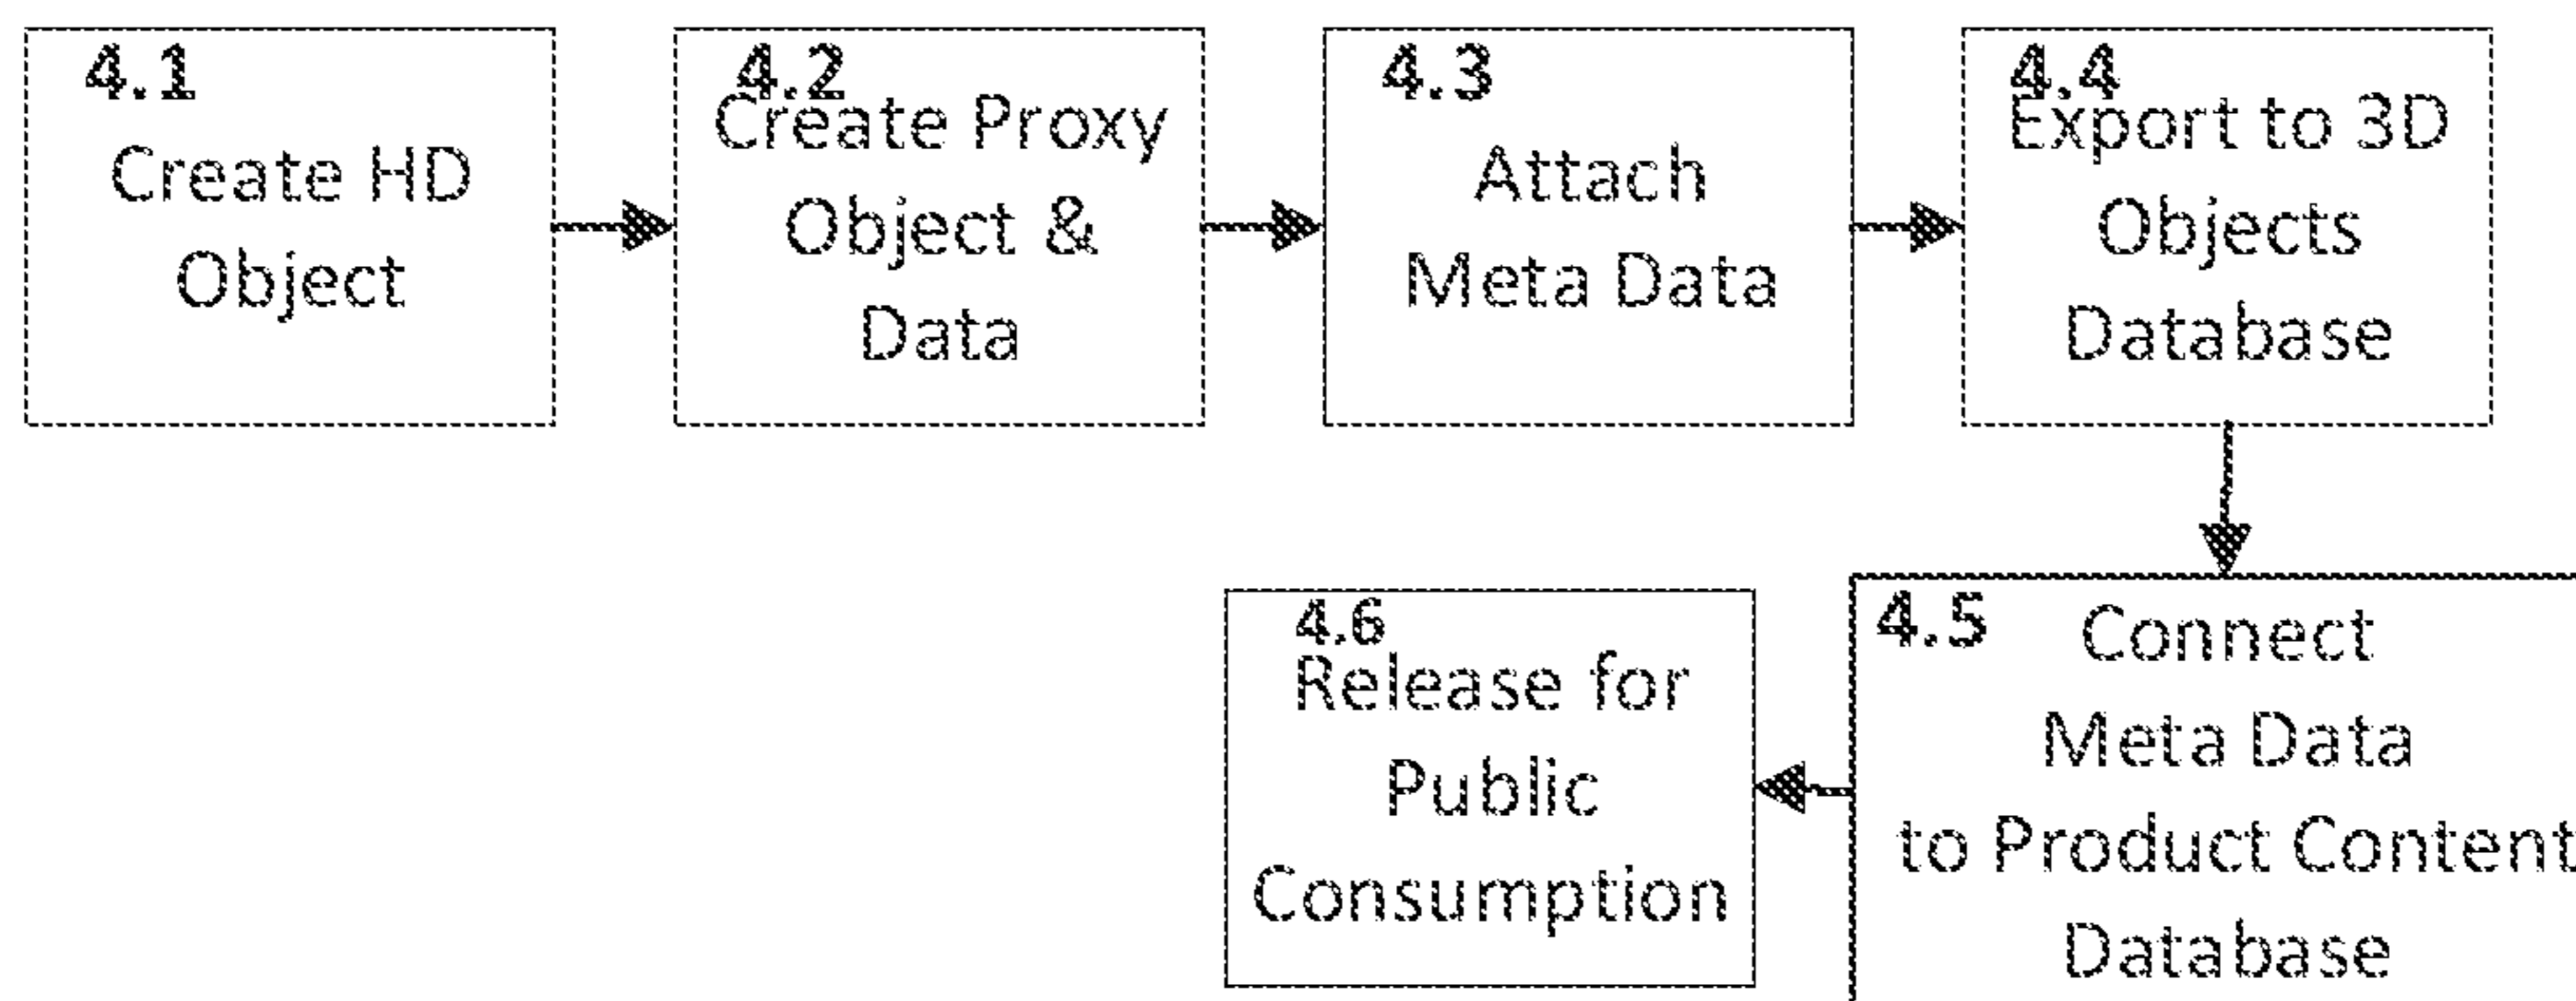 4.1
Create HD
Object
4.2
Create Proxy
Object &
Data
4.3
Attach
Meta Data
4.4
Export to 3D
Objects
Database
4.5
Connect
Meta Data
to Product Content
Database
4.6
Release for
Public
Consumption